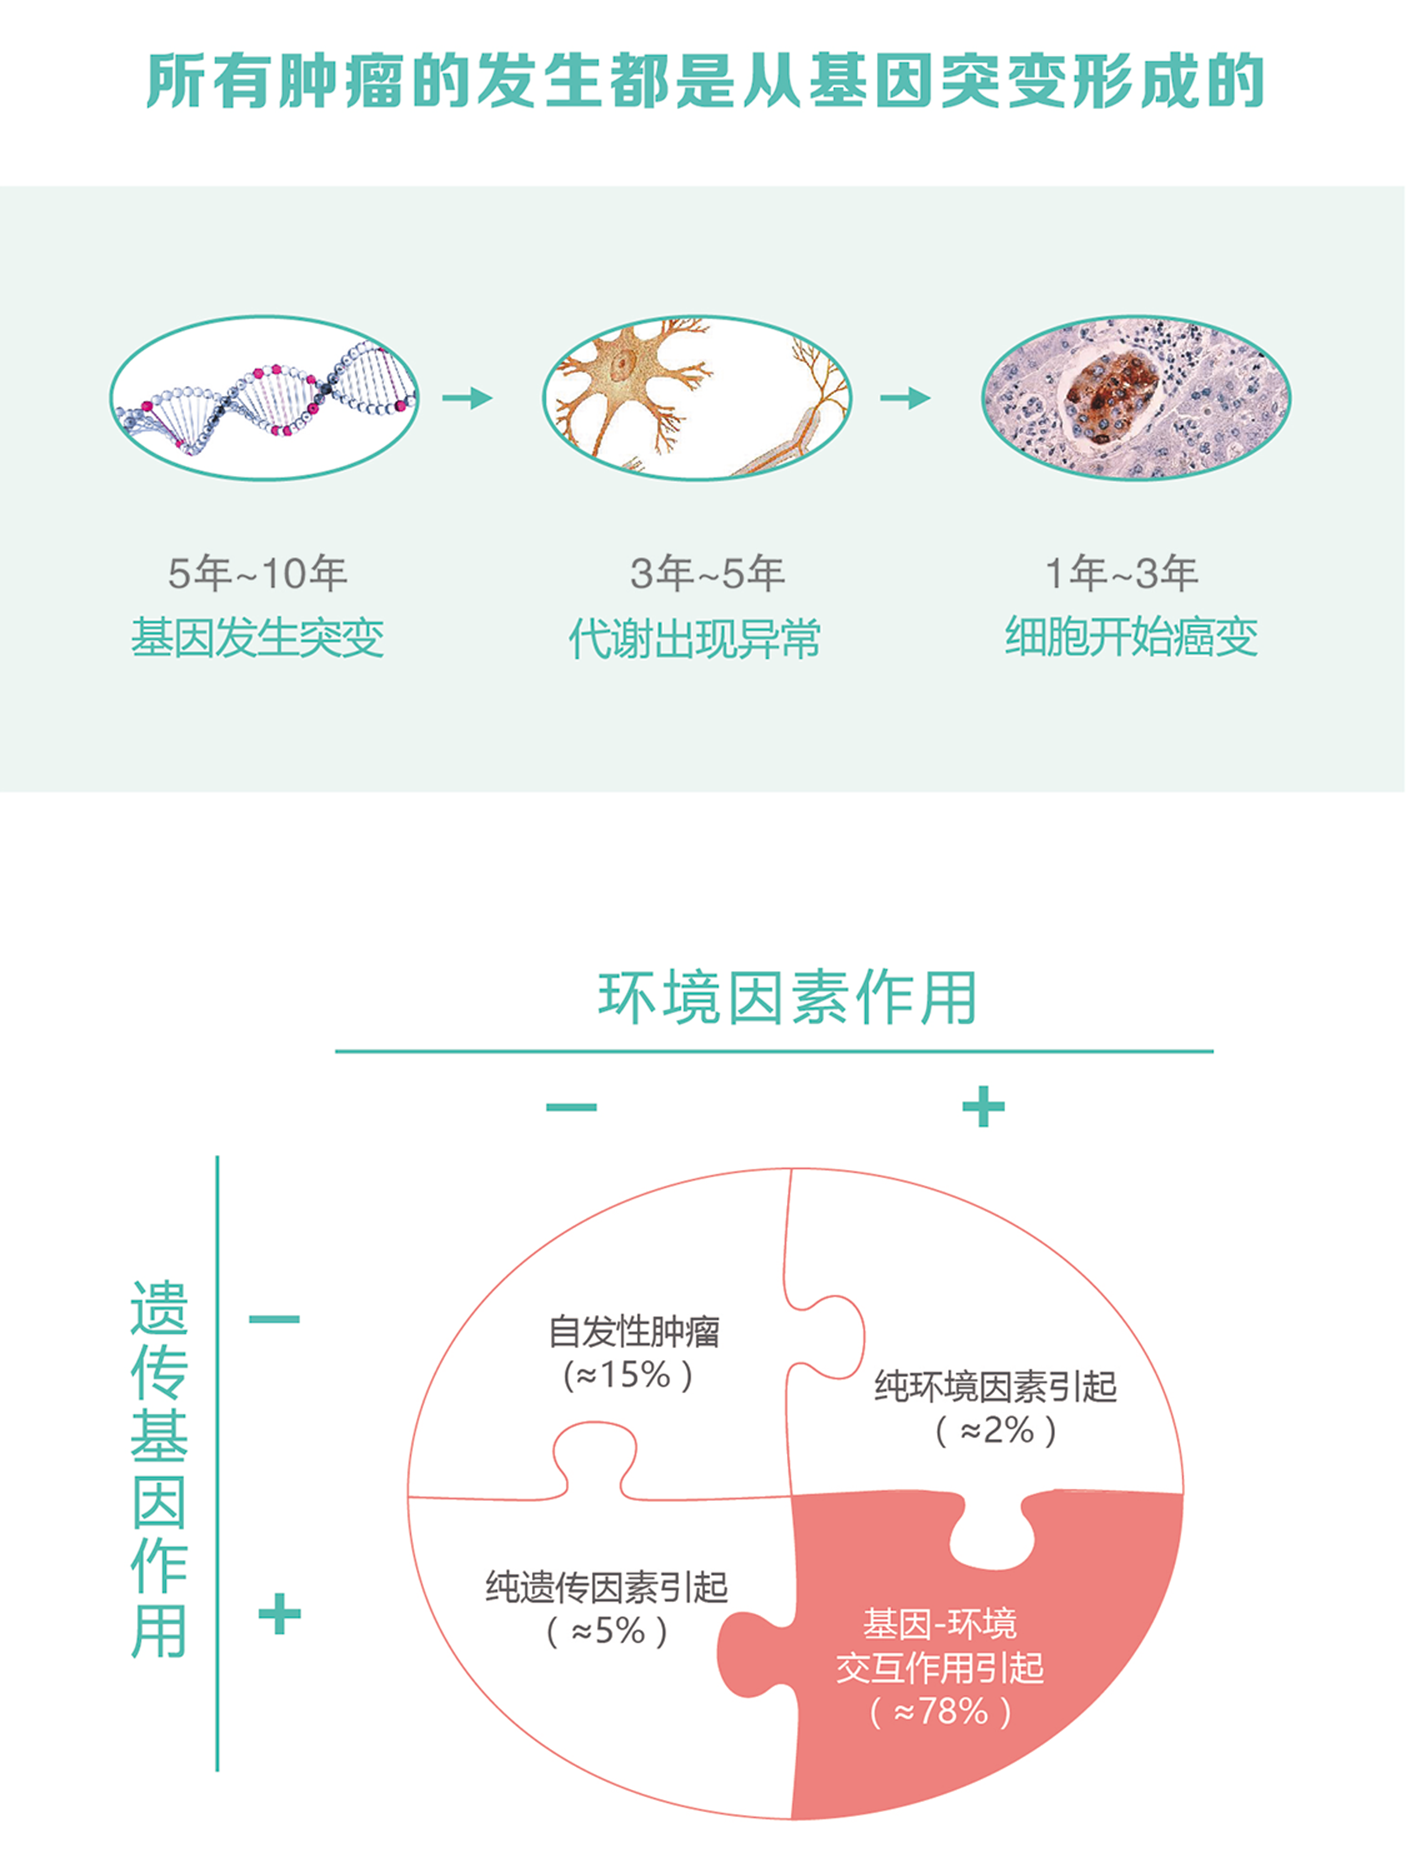 所有肿瘤的发生都是从基因突变形成的
5年~10年
基因发生突变
3年~5年
代谢出现异常
1年~3年
细胞开始癌变
环境因素作用
— +
遗传基因作用
—
+
自发性肿瘤
(≈15%)
纯环境因素引起
(≈2%)
纯遗传因素引起
(≈5%)
基因-环境
交互作用引起
(≈78%)